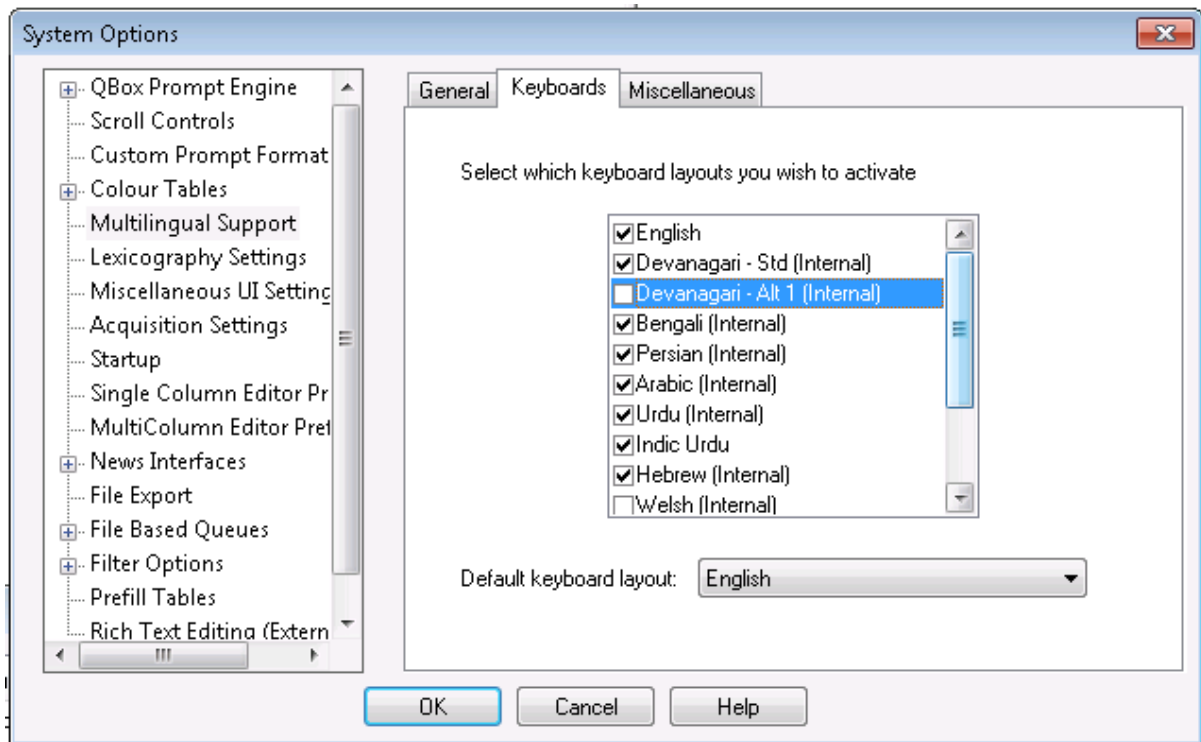 System Options
QBox Prompt Engine
Scroll Controls
Custom Prompt Format
Colour Tables
Multilingual Support
Lexicography Settings
Miscellaneous UI Setting
Acquisition Settings
Startup
Single Column Editor Pr
MultiColumn Editor Pref
News Interfaces
File Export
File Based Queues
Filter Options
Prefill Tables
Rich Text Editing (Extern
General Keyboards Miscellaneous
Select which keyboard layouts you wish to activate
English
Devanagari - Std (Internal)
Devanagari - Alt 1 (Internal)
Bengali (Internal)
Persian (Internal)
Arabic (Internal)
Urdu (Internal)
Indic Urdu
Hebrew (Internal)
Welsh (Internal)
Default keyboard layout: English
OK Cancel Help